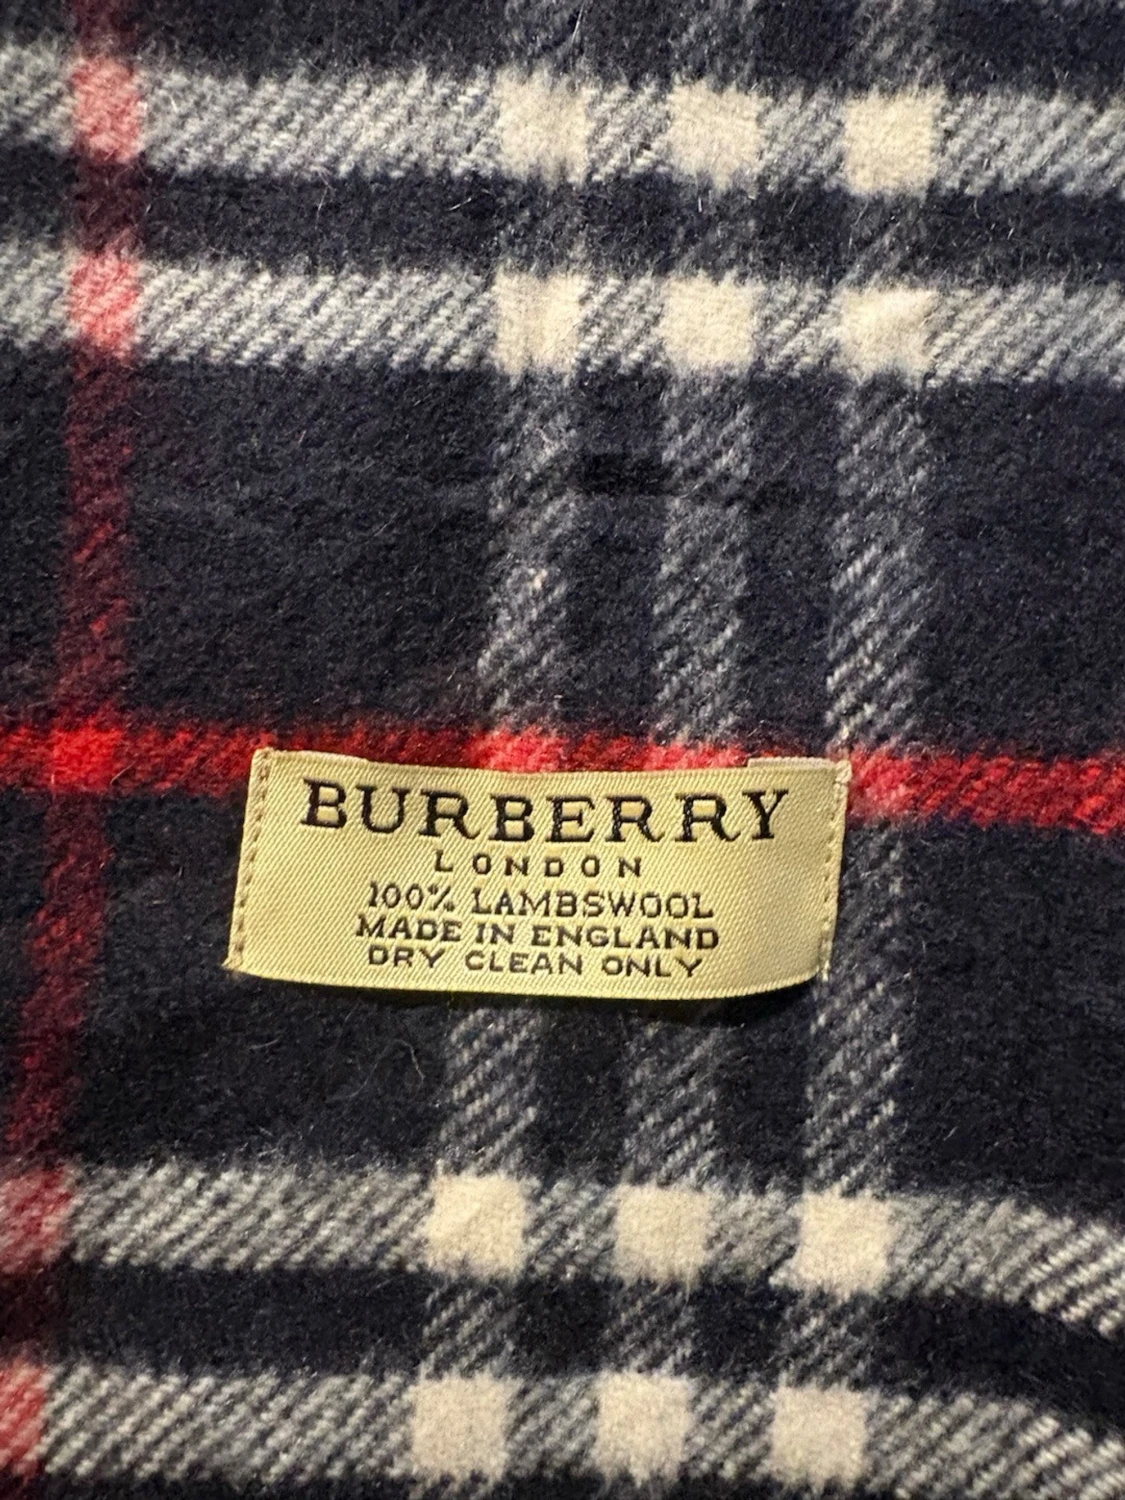 BURBERRY
LONDON
100% LAMBSWOOL
MADE IN ENGLAND
DRY CLEAN ONLY